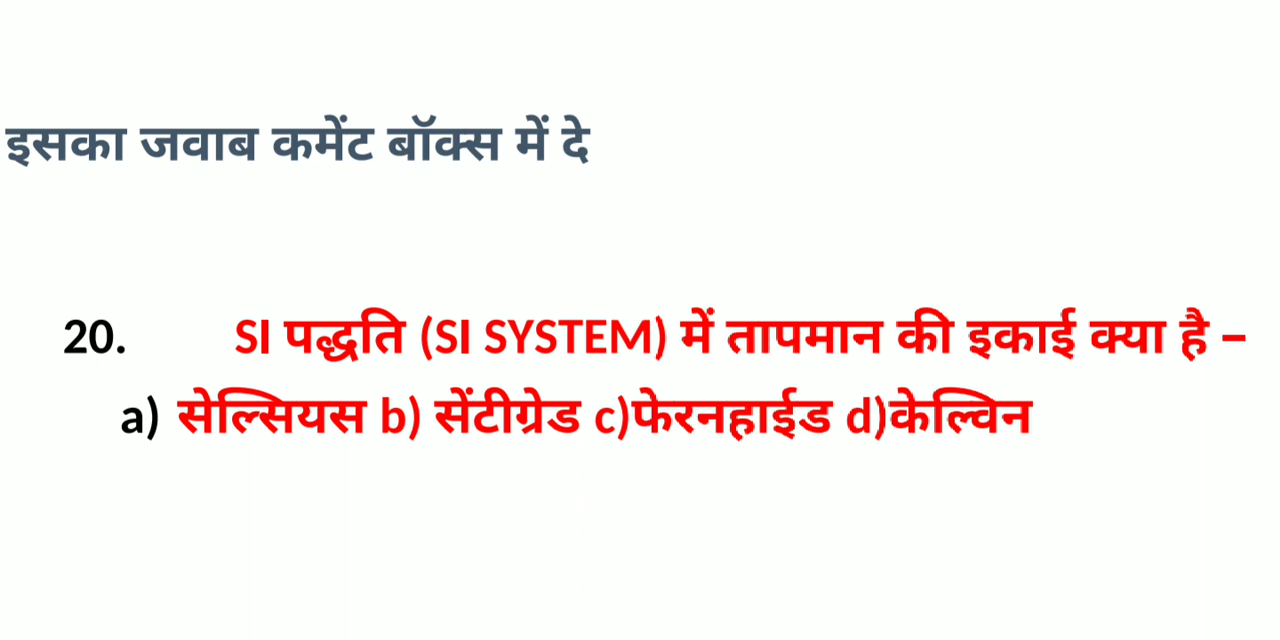 इसका जवाब कमेंट बॉक्स में दे
20. SI पद्धति (SI SYSTEM) में तापमान की इकाई क्या है –
a) सेल्सियस b) सेंटीग्रेड c)फेरनहाईड d)केल्विन